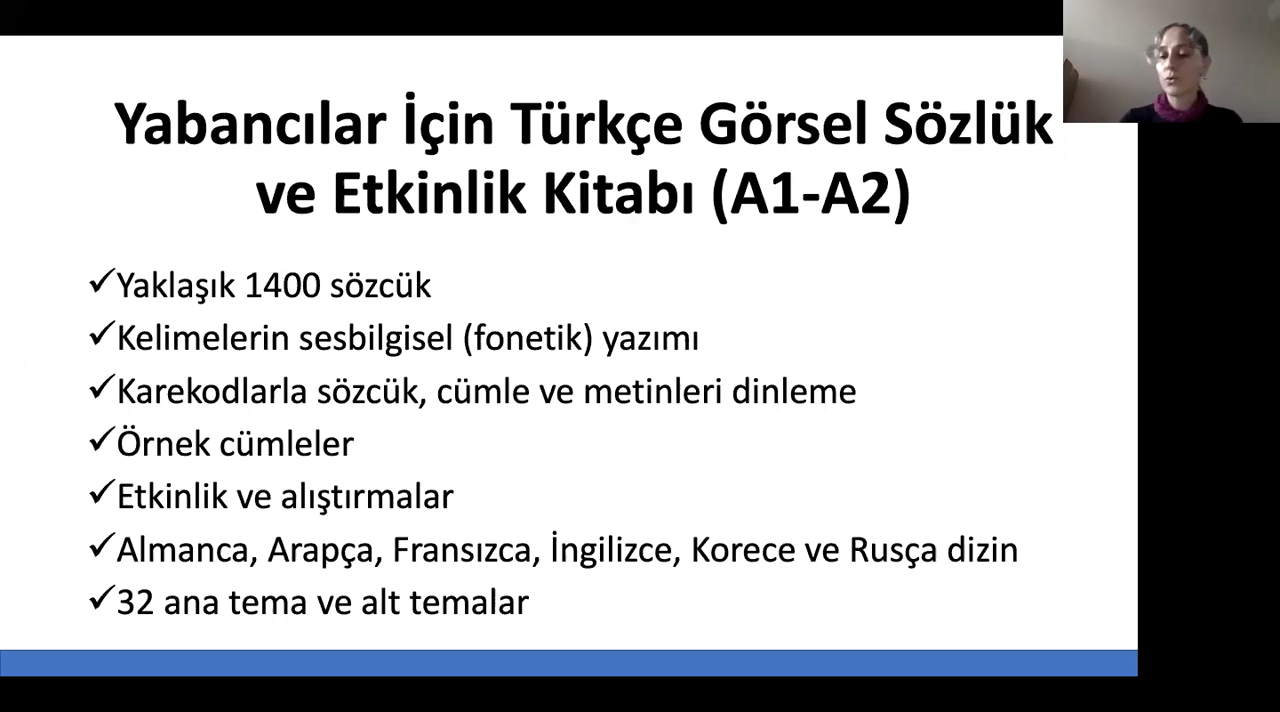 Yabancılar İçin Türkçe Görsel Sözlük
ve Etkinlik Kitabı (A1-A2)
✓Yaklaşık 1400 sözcük
✓Kelimelerin sesbilgisel (fonetik) yazımı
✓Karekodlarla sözcük, cümle ve metinleri dinleme
✓Örnek cümleler
✓Etkinlik ve alıştırmalar
✓Almanca, Arapça, Fransızca, İngilizce, Korece ve Rusça dizin
✓32 ana tema ve alt temalar